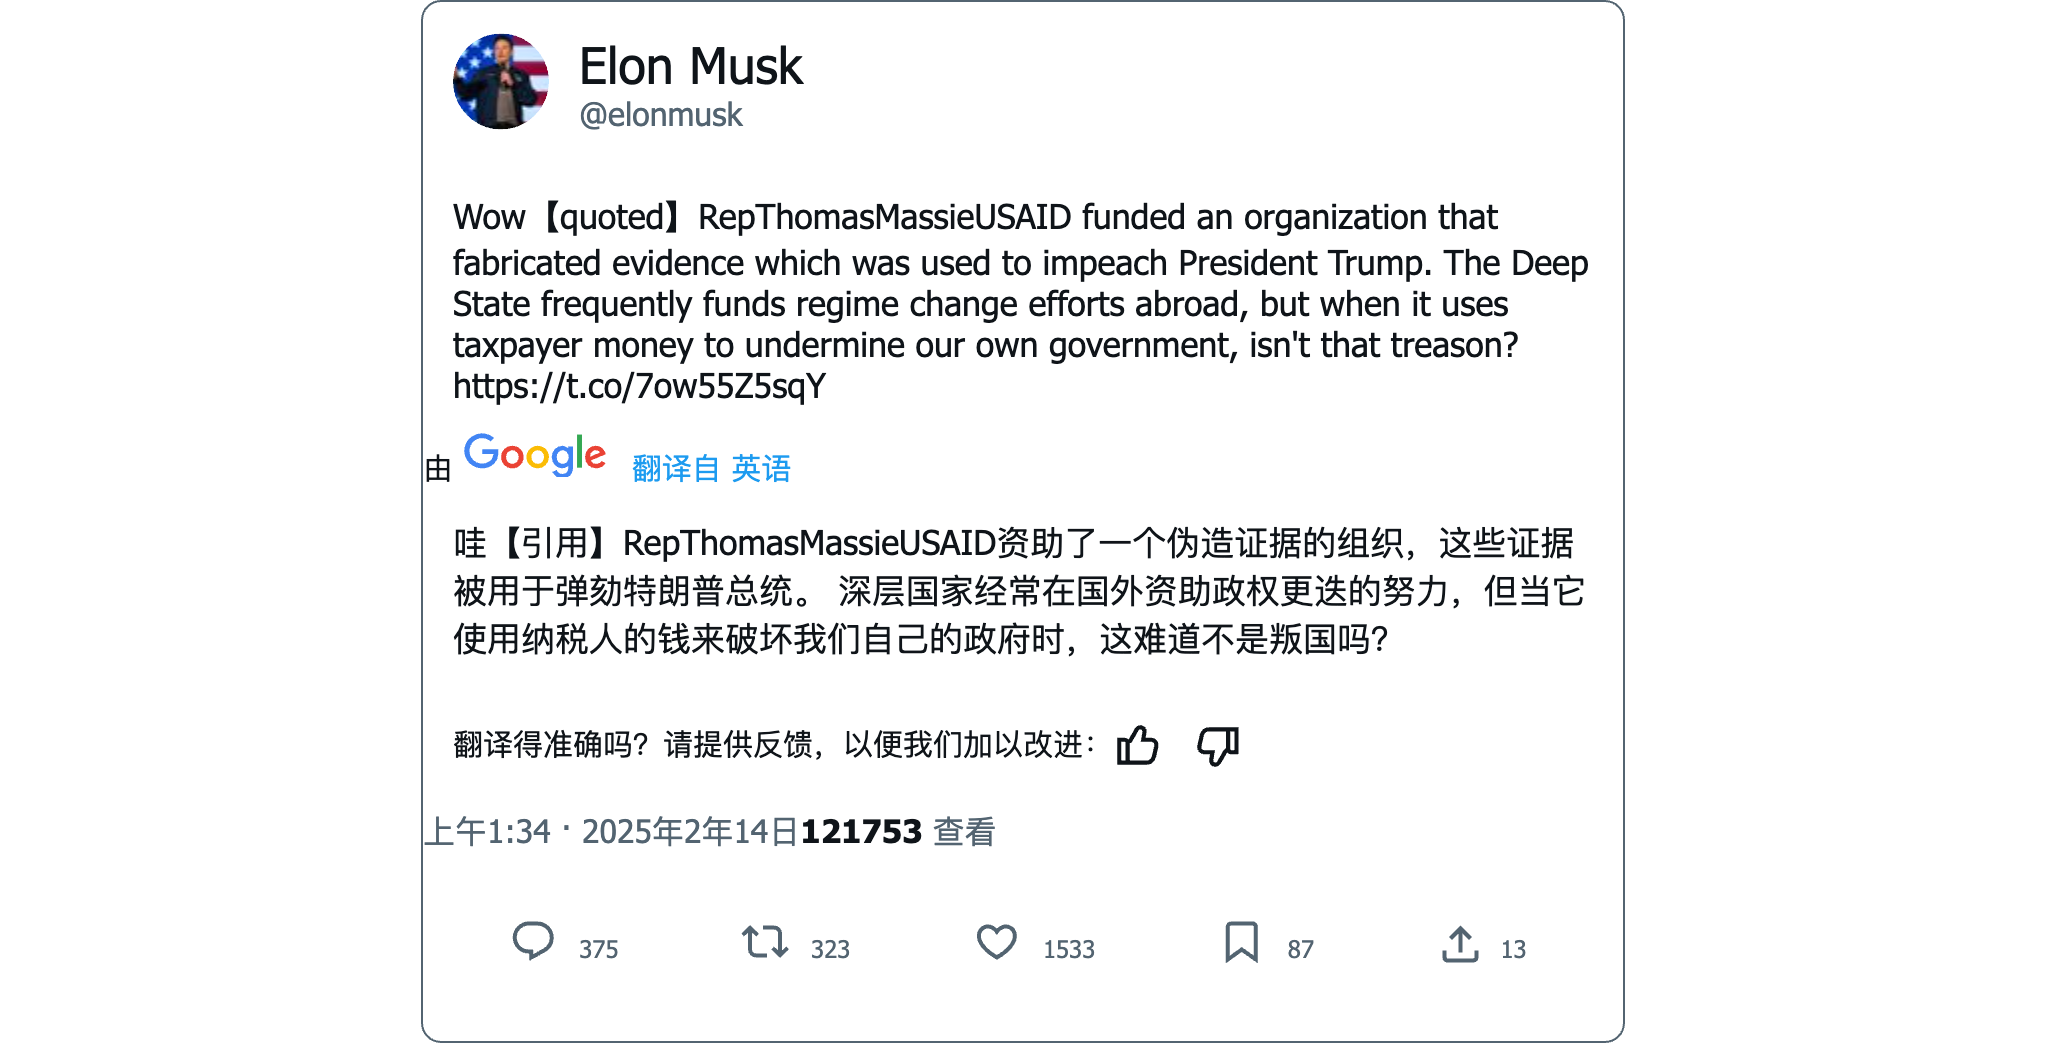 Elon Musk
@elonmusk
Wow【quoted】RepThomasMassieUSAID funded an organization that
fabricated evidence which was used to impeach President Trump. The Deep
State frequently funds regime change efforts abroad, but when it uses
taxpayer money to undermine our own government, isn't that treason?
https://t.co/7ow55Z5sqY
由 Google 翻译自 英语
哇【引用】RepThomasMassieUSAID资助了一个伪造证据的组织，这些证据
被用于弹劾特朗普总统。 深层国家经常在国外资助政权更迭的努力，但当它
使用纳税人的钱来破坏我们自己的政府时，这难道不是叛国吗？
翻译得准确吗？请提供反馈，以便我们加以改进：
上午1:34 · 2025年2年14日121753 查看
375 323 1533 87 13